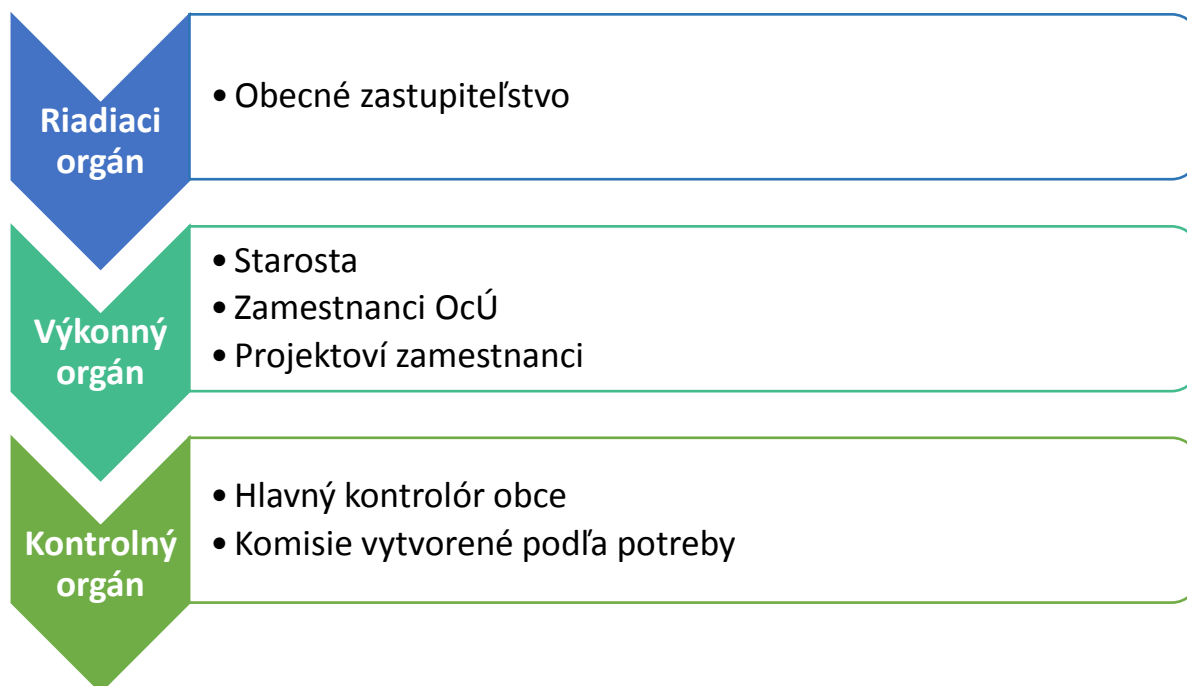 Riadiaci
orgán
• Obecné zastupiteľstvo
Výkonný
orgán
• Starosta
• Zamestnanci OcÚ
• Projektoví zamestnanci
Kontrolný
orgán
• Hlavný kontrolór obce
• Komisie vytvorené podľa potreby